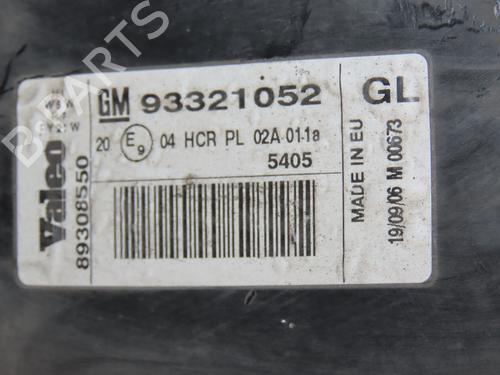 GM 93321052 GL
20 E9 04 HCR PL 02A 01.1a
5405
Valeo
89308550
MADE IN EU
19/09/06 M 00673
B-PARTS